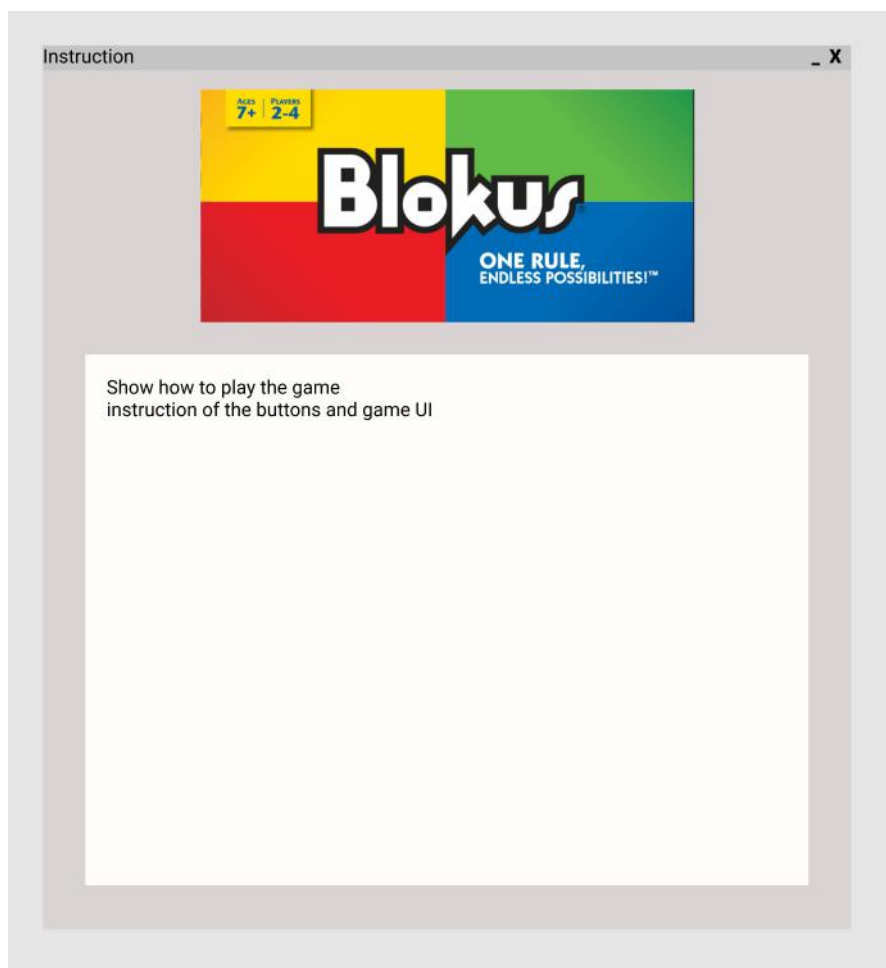 Instruction
_ X
AGES PLAYERS
7+ 2-4
Blokus
ONE RULE,
ENDLESS POSSIBILITIES!™
Show how to play the game
instruction of the buttons and game UI